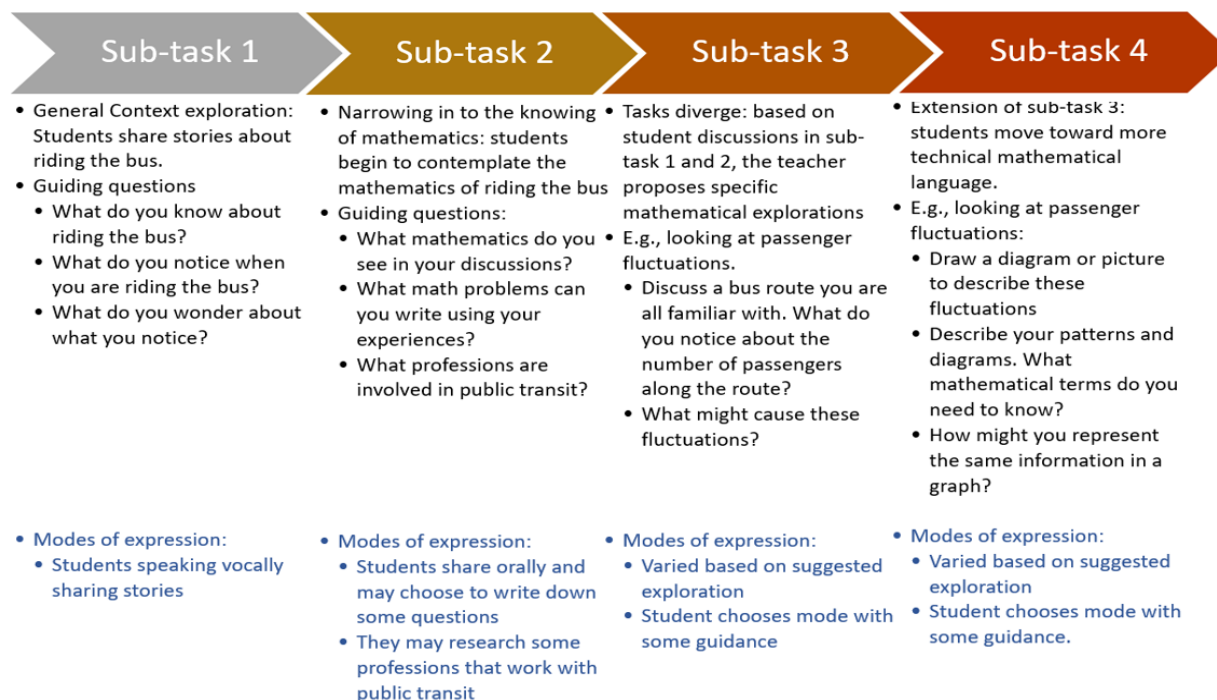 Sub-task 1
• General Context exploration:
Students share stories about
riding the bus.
• Guiding questions
• What do you know about
riding the bus?
• What do you notice when
you are riding the bus?
• What do you wonder about
what you notice?
• Modes of expression:
• Students speaking vocally
sharing stories
Sub-task 2
• Narrowing in to the knowing
of mathematics: students
begin to contemplate the
mathematics of riding the bus
• Guiding questions:
• What mathematics do you
see in your discussions?
• What math problems can
you write using your
experiences?
• What professions are
involved in public transit?
• Modes of expression:
• Students share orally and
may choose to write down
some questions
• They may research some
professions that work with
public transit
Sub-task 3
• Tasks diverge: based on
student discussions in sub-
task 1 and 2, the teacher
proposes specific
mathematical explorations
• E.g., looking at passenger
fluctuations.
• Discuss a bus route you are
all familiar with. What do
you notice about the
number of passengers
along the route?
• What might cause these
fluctuations?
• Modes of expression:
• Varied based on suggested
exploration
• Student chooses mode with
some guidance
Sub-task 4
• Extension of sub-task 3:
students move toward more
technical mathematical
language.
• E.g., looking at passenger
fluctuations:
• Draw a diagram or picture
to describe these
fluctuations
• Describe your patterns and
diagrams. What
mathematical terms do you
need to know?
• How might you represent
the same information in a
graph?
• Modes of expression:
• Varied based on suggested
exploration
• Student chooses mode with
some guidance.